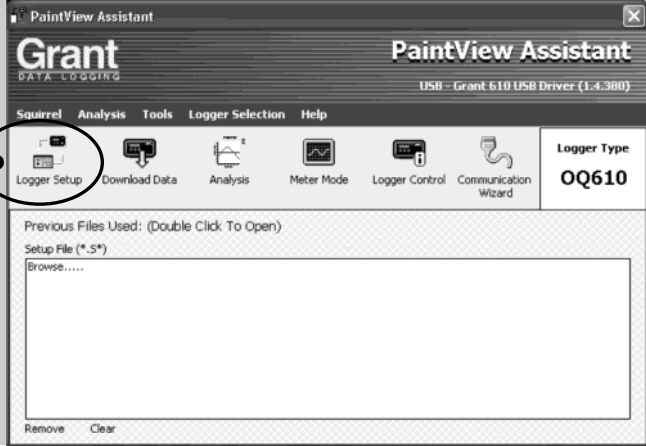 PaintView Assistant
Grant
DATA LOGGING
PaintView Assistant
USB - Grant 610 USB Driver (1.4.380)
Squirrel Analysis Tools Logger Selection Help
Logger Setup Download Data Analysis Meter Mode Logger Control Communication Wizard
Logger Type
OQ610
Previous Files Used: (Double Click To Open)
Setup File (*.S*)
Browse.....
Remove Clear